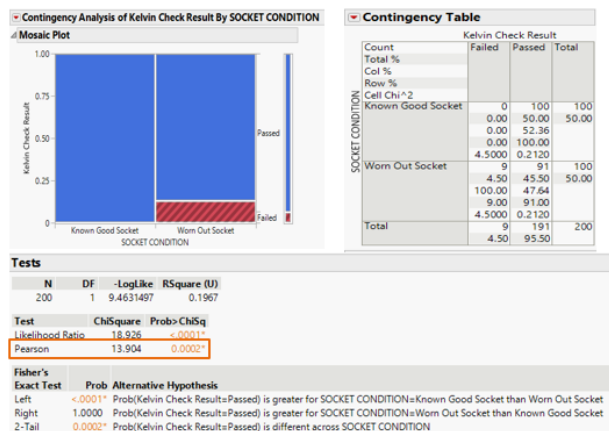 Contingency Analysis of Kelvin Check Result By SOCKET CONDITION
Mosaic Plot
1.00
0.75
0.50
0.25
0
Kelvin Check Result
Passed
Failed
Known Good Socket Worn Out Socket
SOCKET CONDITION
Contingency Table
Kelvin Check Result
SOCKET CONDITION
Count Failed Passed Total
Total %
Col %
Row %
Cell Chi^2
Known Good Socket 0 100 100
0.00 50.00 50.00
0.00 52.36
0.00 100.00
4.5000 0.2120
Worn Out Socket 9 91 100
4.50 45.50 50.00
100.00 47.64
9.00 91.00
4.5000 0.2120
Total 9 191 200
4.50 95.50
Tests
N DF -LogLike RSquare (U)
200 1 9.4631497 0.1967
Test ChiSquare Prob>ChiSq
Likelihood Ratio 18.926 <.0001*
Pearson 13.904 0.0002*
Fisher's
Exact Test Prob Alternative Hypothesis
Left <.0001* Prob(Kelvin Check Result=Passed) is greater for SOCKET CONDITION=Known Good Socket than Worn Out Socket
Right 1.0000 Prob(Kelvin Check Result=Passed) is greater for SOCKET CONDITION=Worn Out Socket than Known Good Socket
2-Tail 0.0002* Prob(Kelvin Check Result=Passed) is different across SOCKET CONDITION